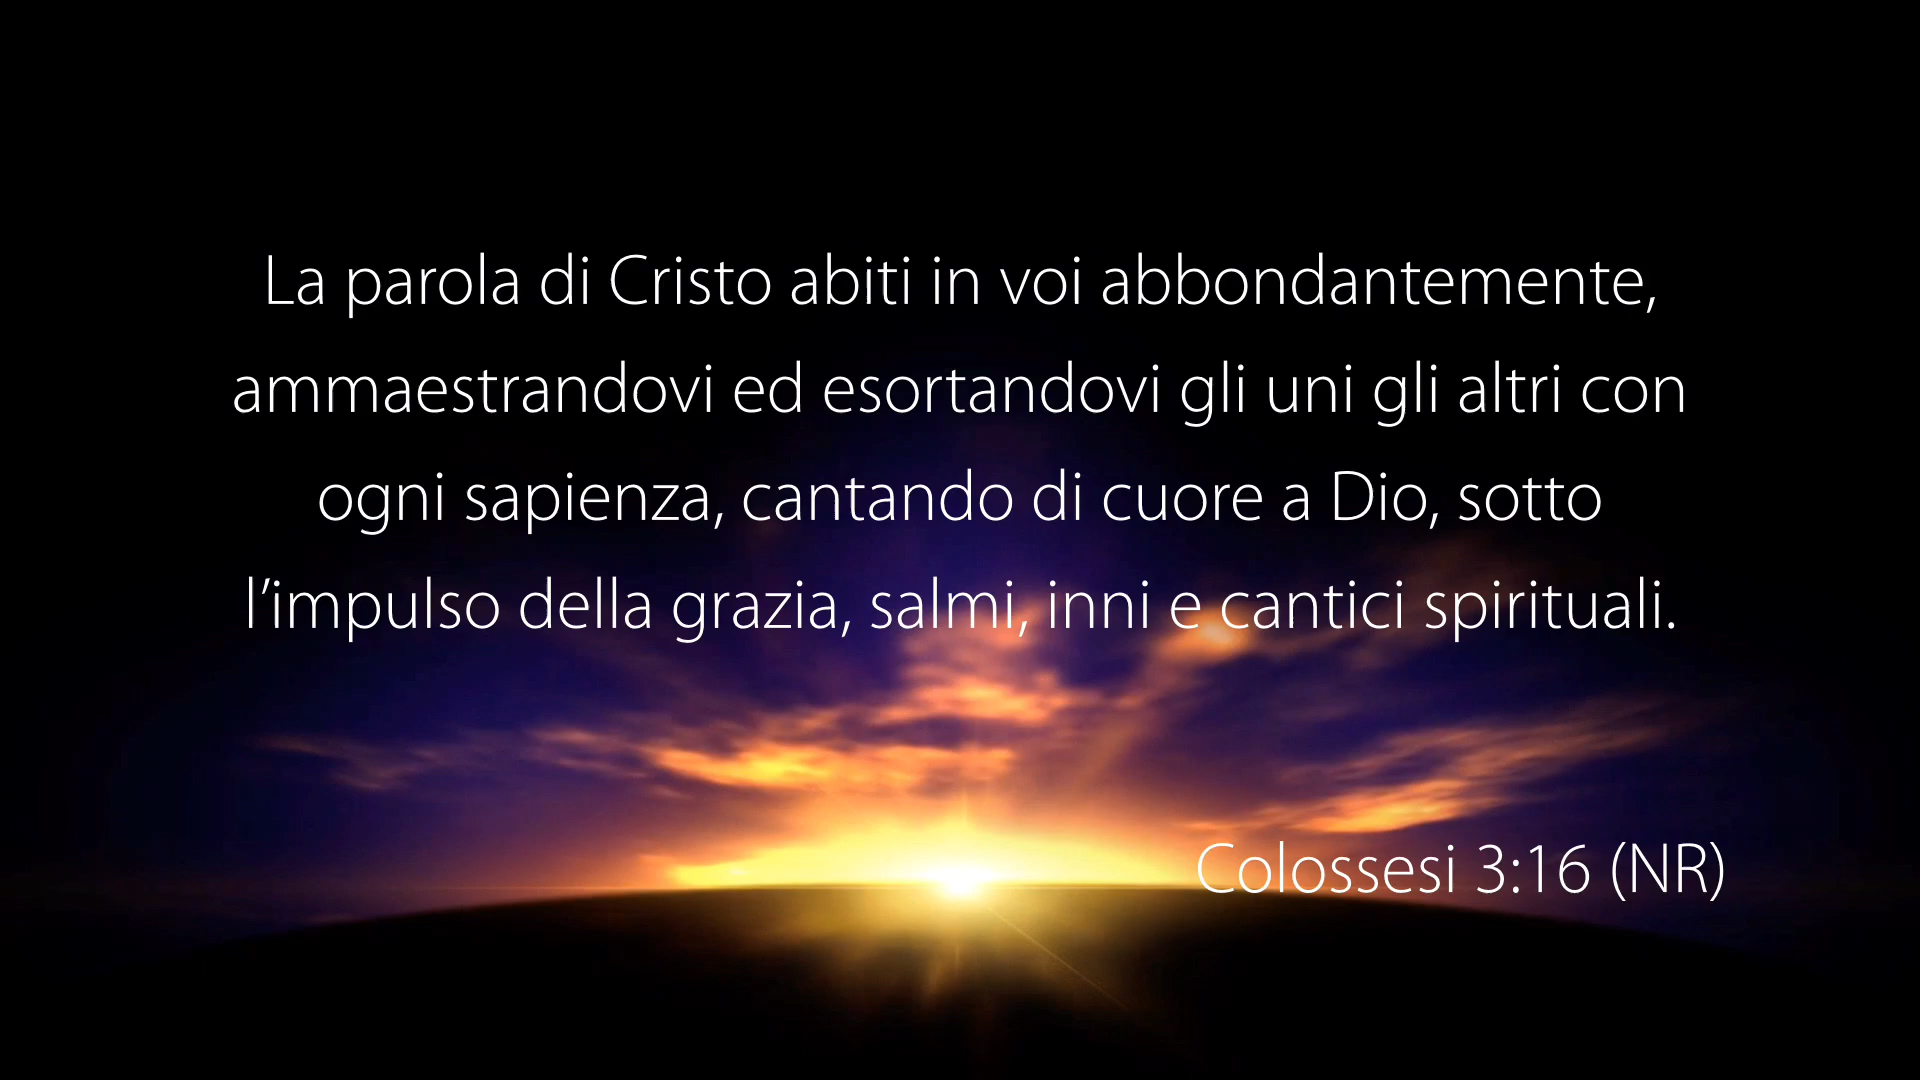 La parola di Cristo abiti in voi abbondantemente,
ammaestrandovi ed esortandovi gli uni gli altri con
ogni sapienza, cantando di cuore a Dio, sotto
l’impulso della grazia, salmi, inni e cantici spirituali.
Colossesi 3:16 (NR)